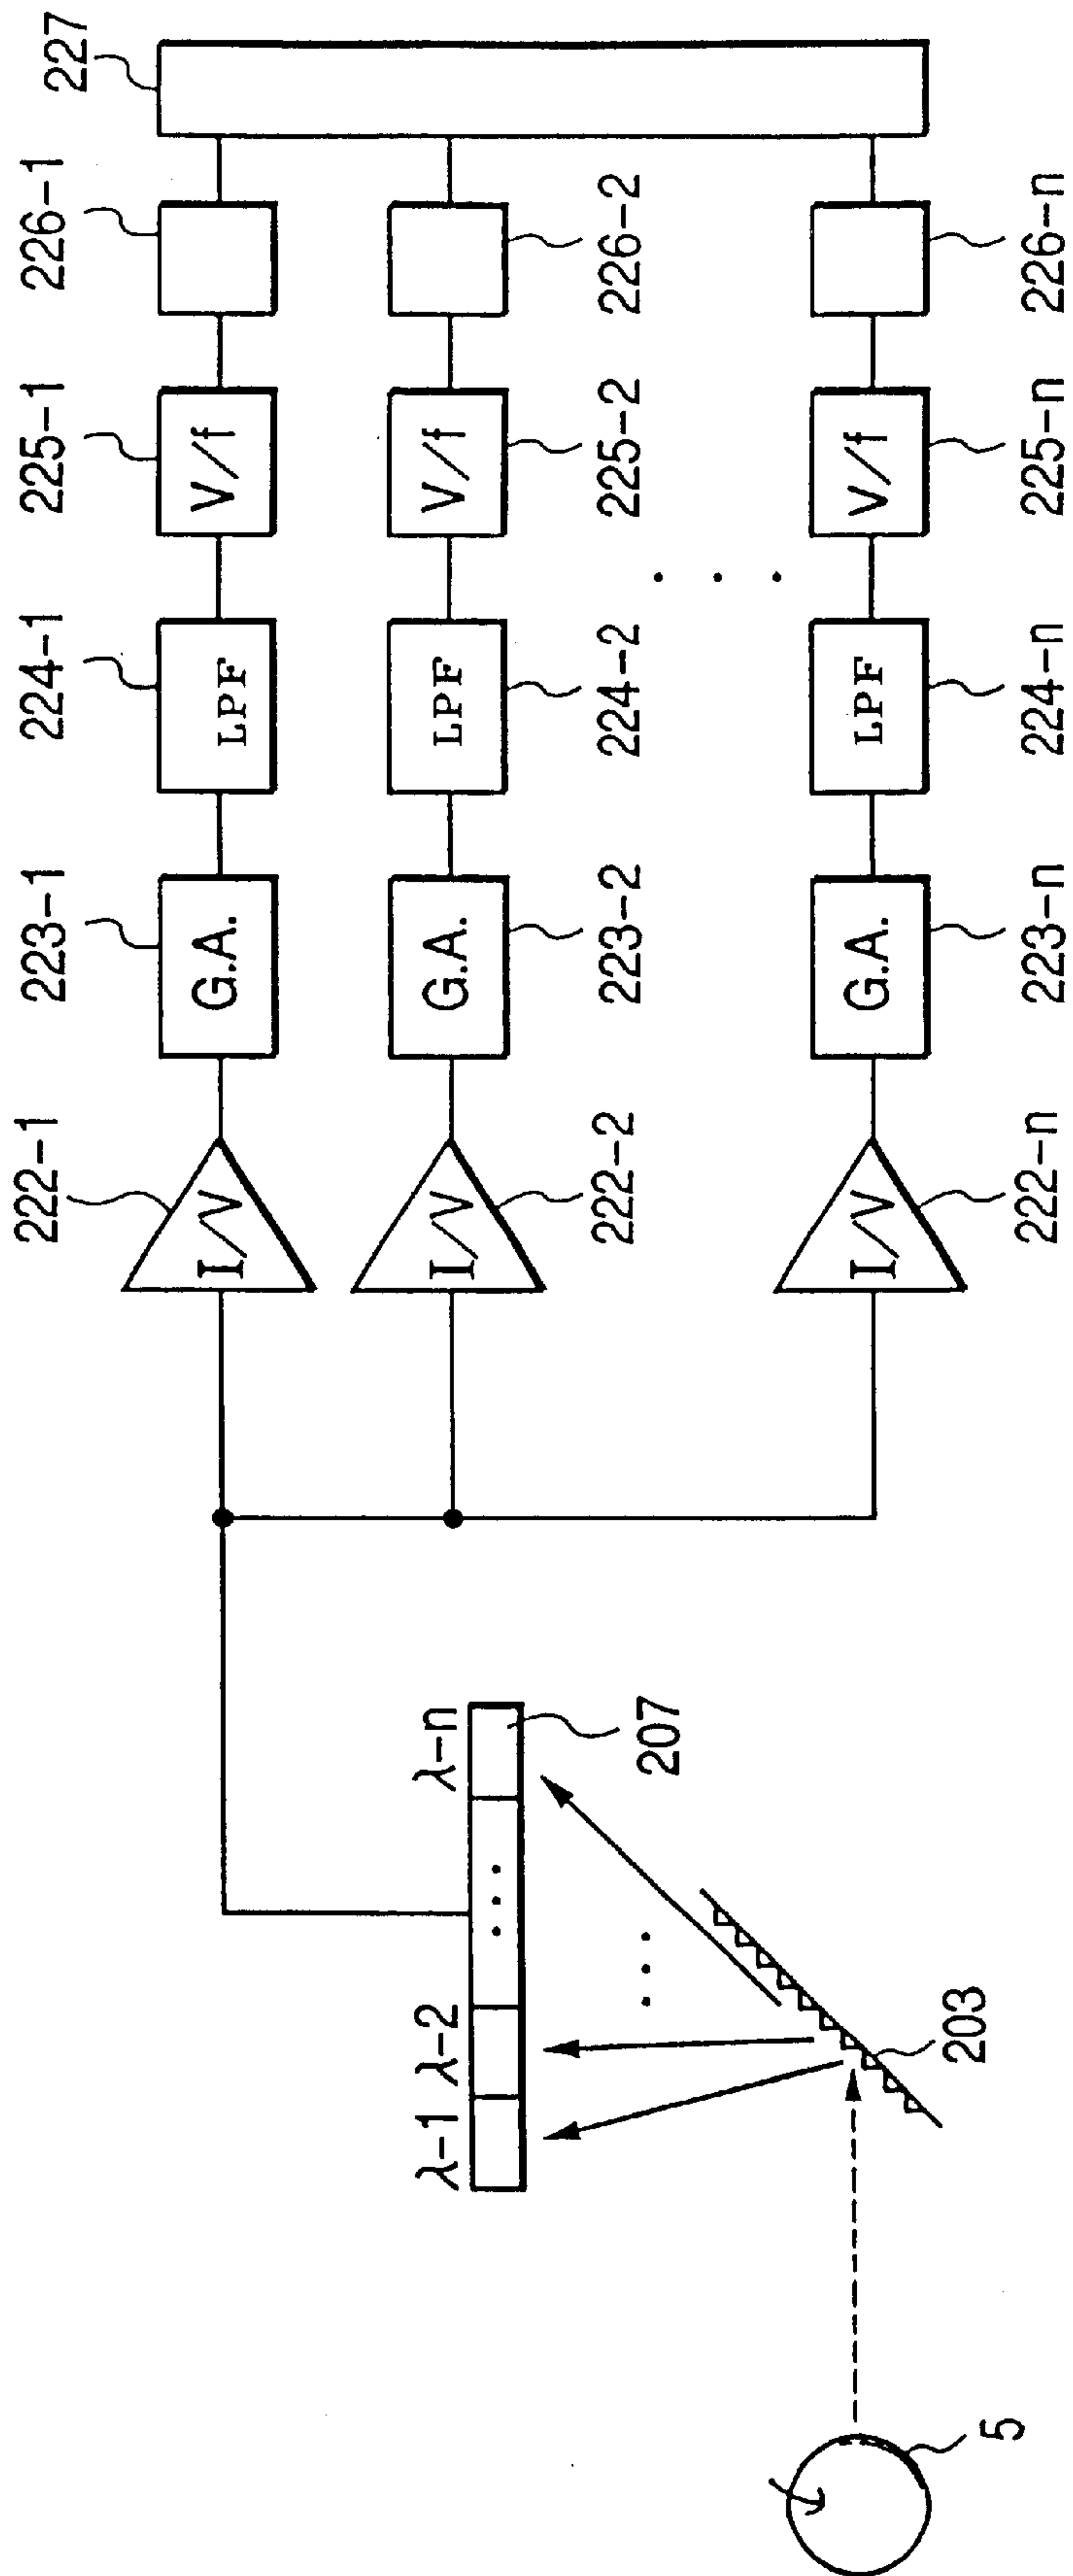 227
226-1
226-2
226-n
225-1
225-2
225-n
V/f
V/f
V/f
224-1
224-2
224-n
LPF
LPF
LPF
223-1
223-2
223-n
G.A.
G.A.
G.A.
222-1
222-2
222-n
I/V
I/V
I/V
λ-1
λ-2
λ-n
207
203
5